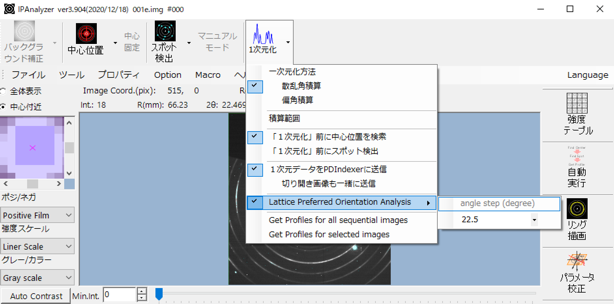 IPAnalyzer ver3.904(2020/12/18) 001e.img #000
バックグラウンド補正
中心位置
中心固定
スポット検出
マニュアルモード
1次元化
ファイル ツール プロパティ Option Macro ヘ Language
全体表示
中心付近
Image Coord.(pix): 515, 0
Int.: 18 R(mm): 66.23 2θ: 22.469
一次元化方法
散乱角積算
偏角積算
積算範囲
「１次元化」前に中心位置を検索
「１次元化」前にスポット検出
１次元データをPDIndexerに送信
切り開き画像も一緒に送信
Lattice Preferred Orientation Analysis
angle step (degree)
22.5
Get Profiles for all sequential images
Get Profiles for selected images
強度テーブル
自動実行
リング描画
パラメータ校正
ポジ/ネガ
Positive Film
強度スケール
Liner Scale
グレー/カラー
Gray scale
Auto Contrast Min.Int. 0